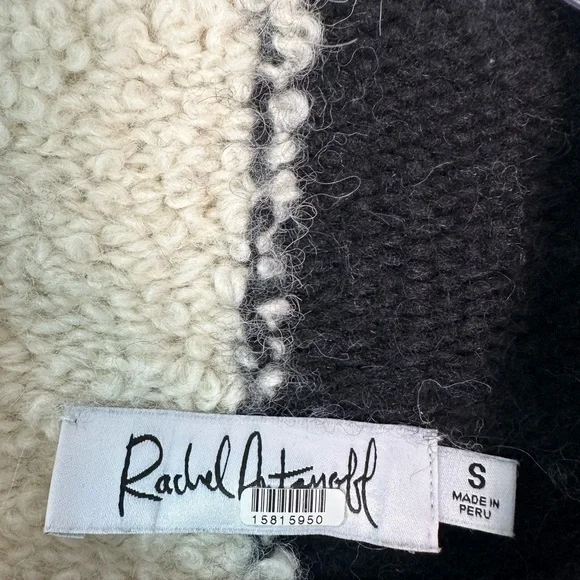 Rachel Antonoff
15815950
S
MADE IN
PERU